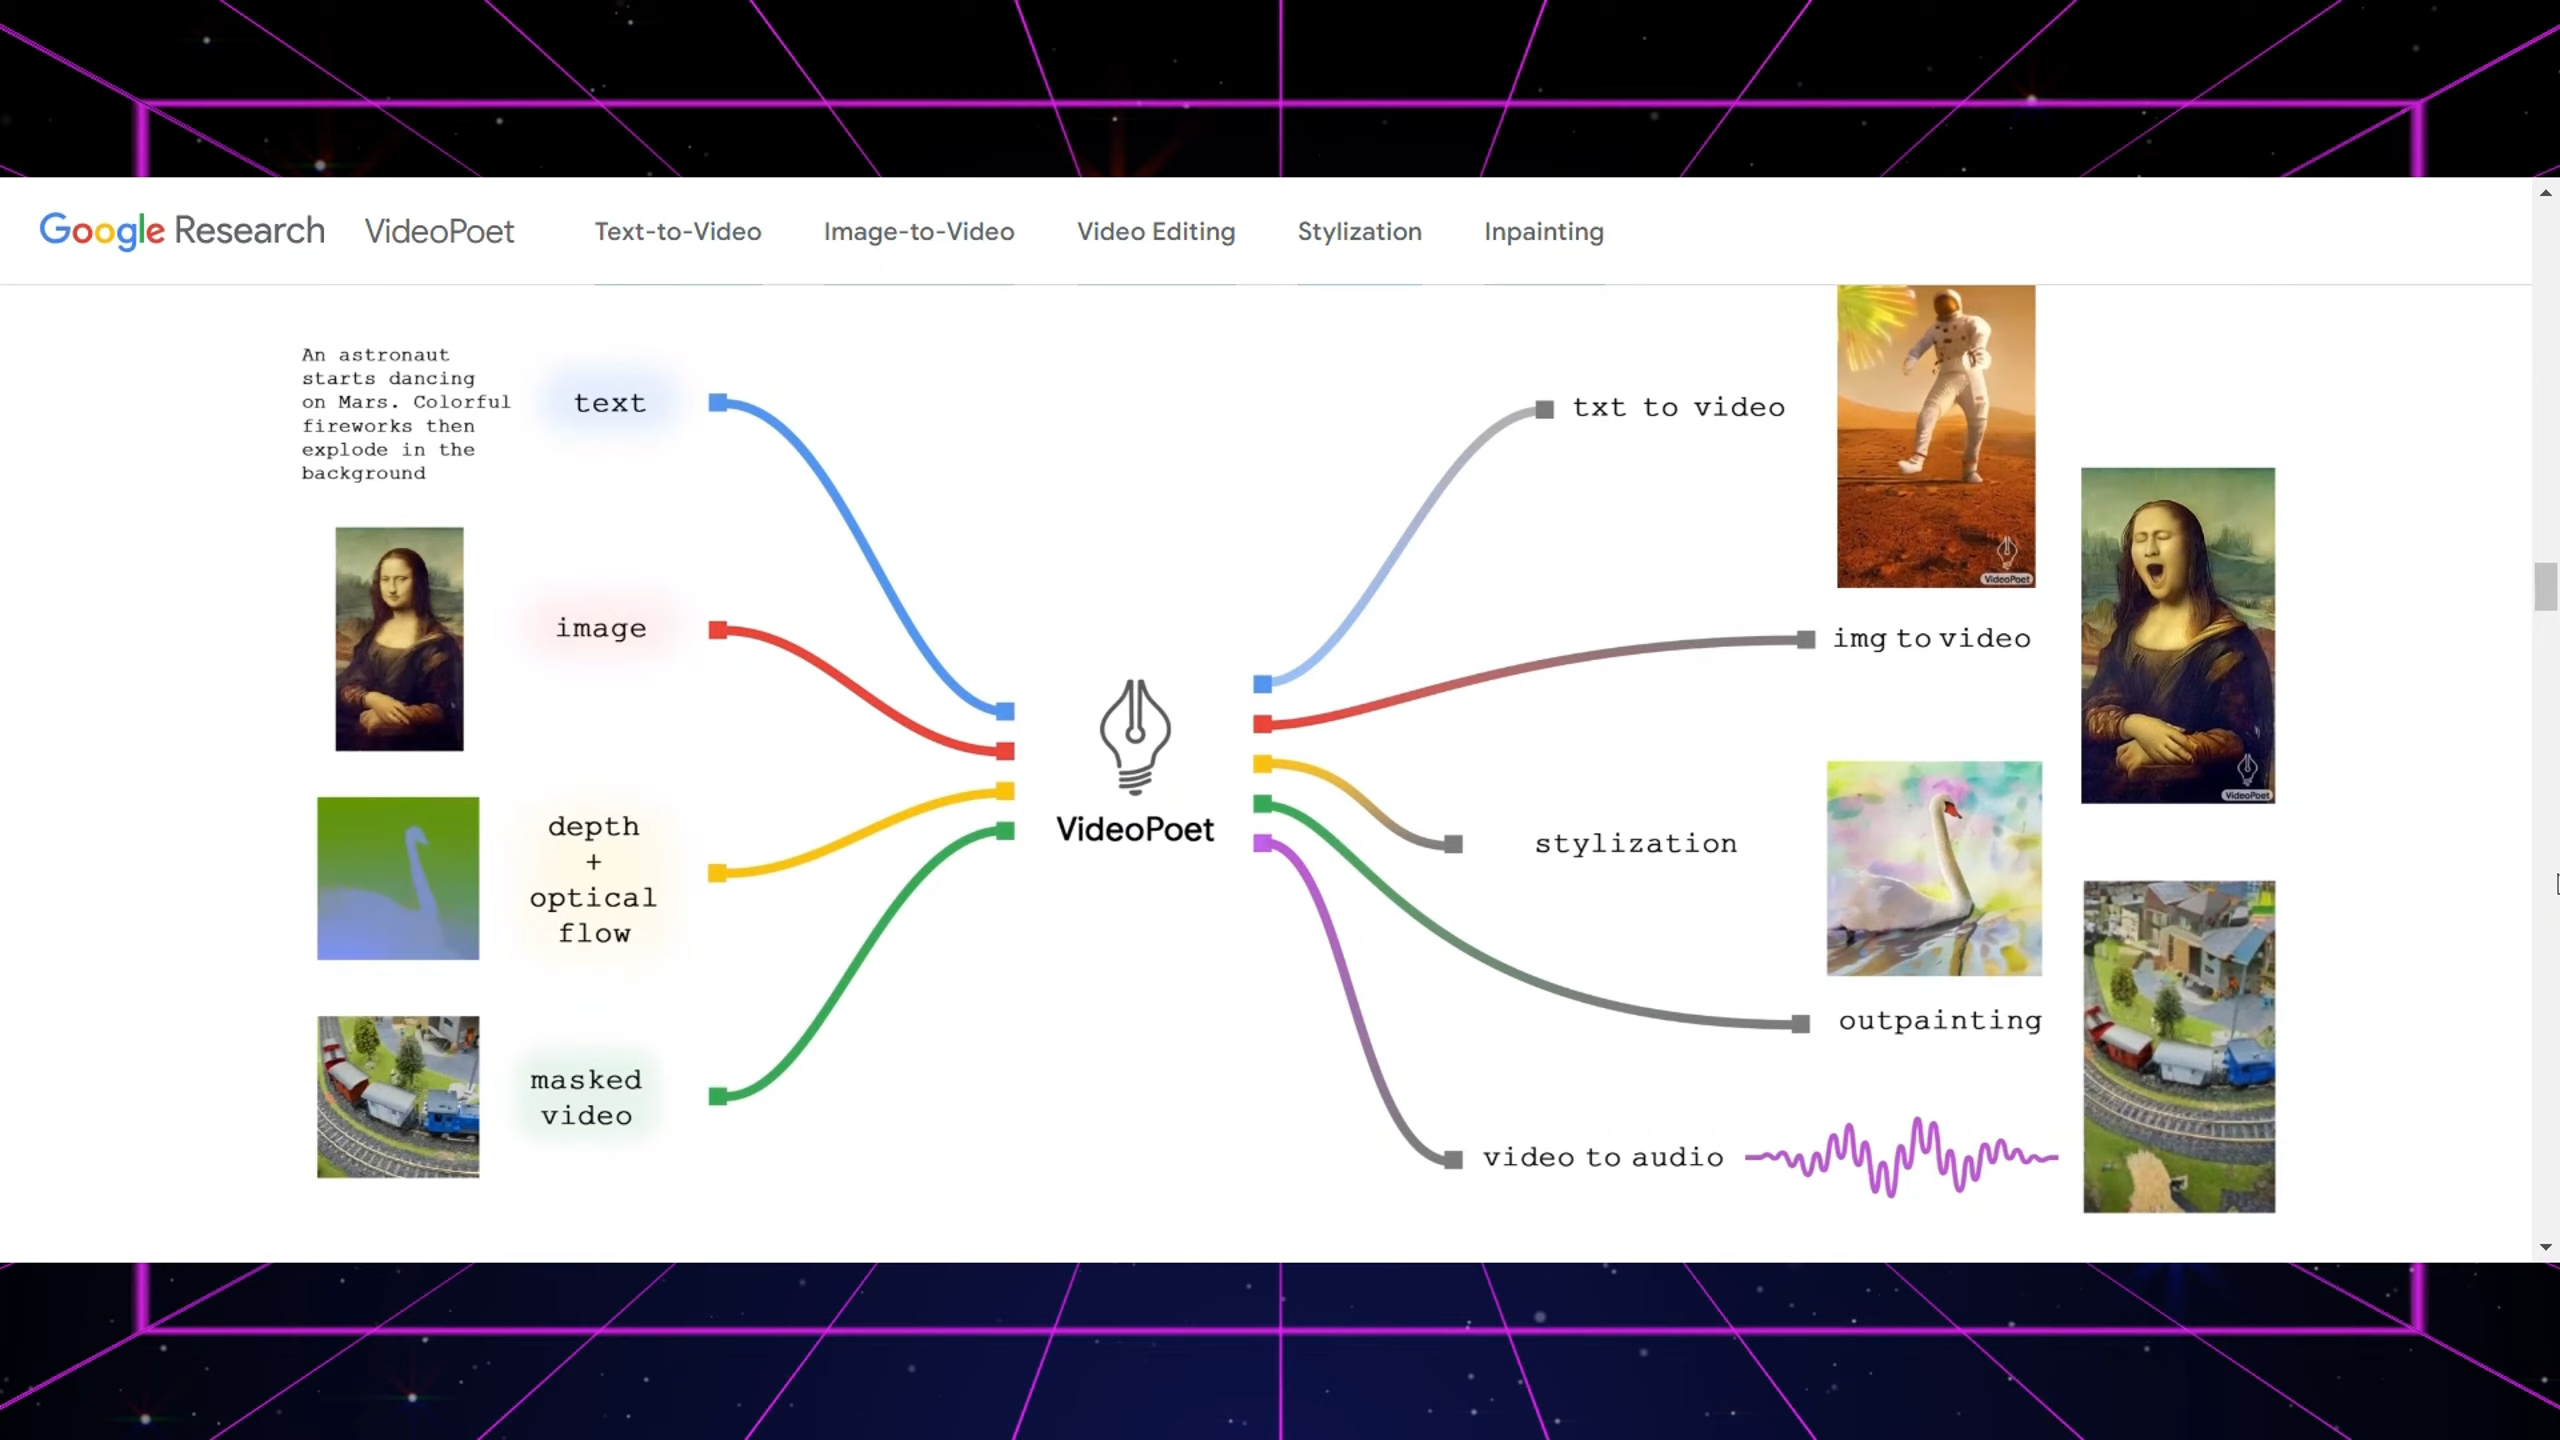 Google Research VideoPoet Text-to-Video Image-to-Video Video Editing Stylization Inpainting
An astronaut
starts dancing
on Mars. Colorful
fireworks then
explode in the
background
text
image
depth
+
optical
flow
masked
video
VideoPoet
txt to video
VideoPoet
img to video
VideoPoet
stylization
outpainting
video to audio